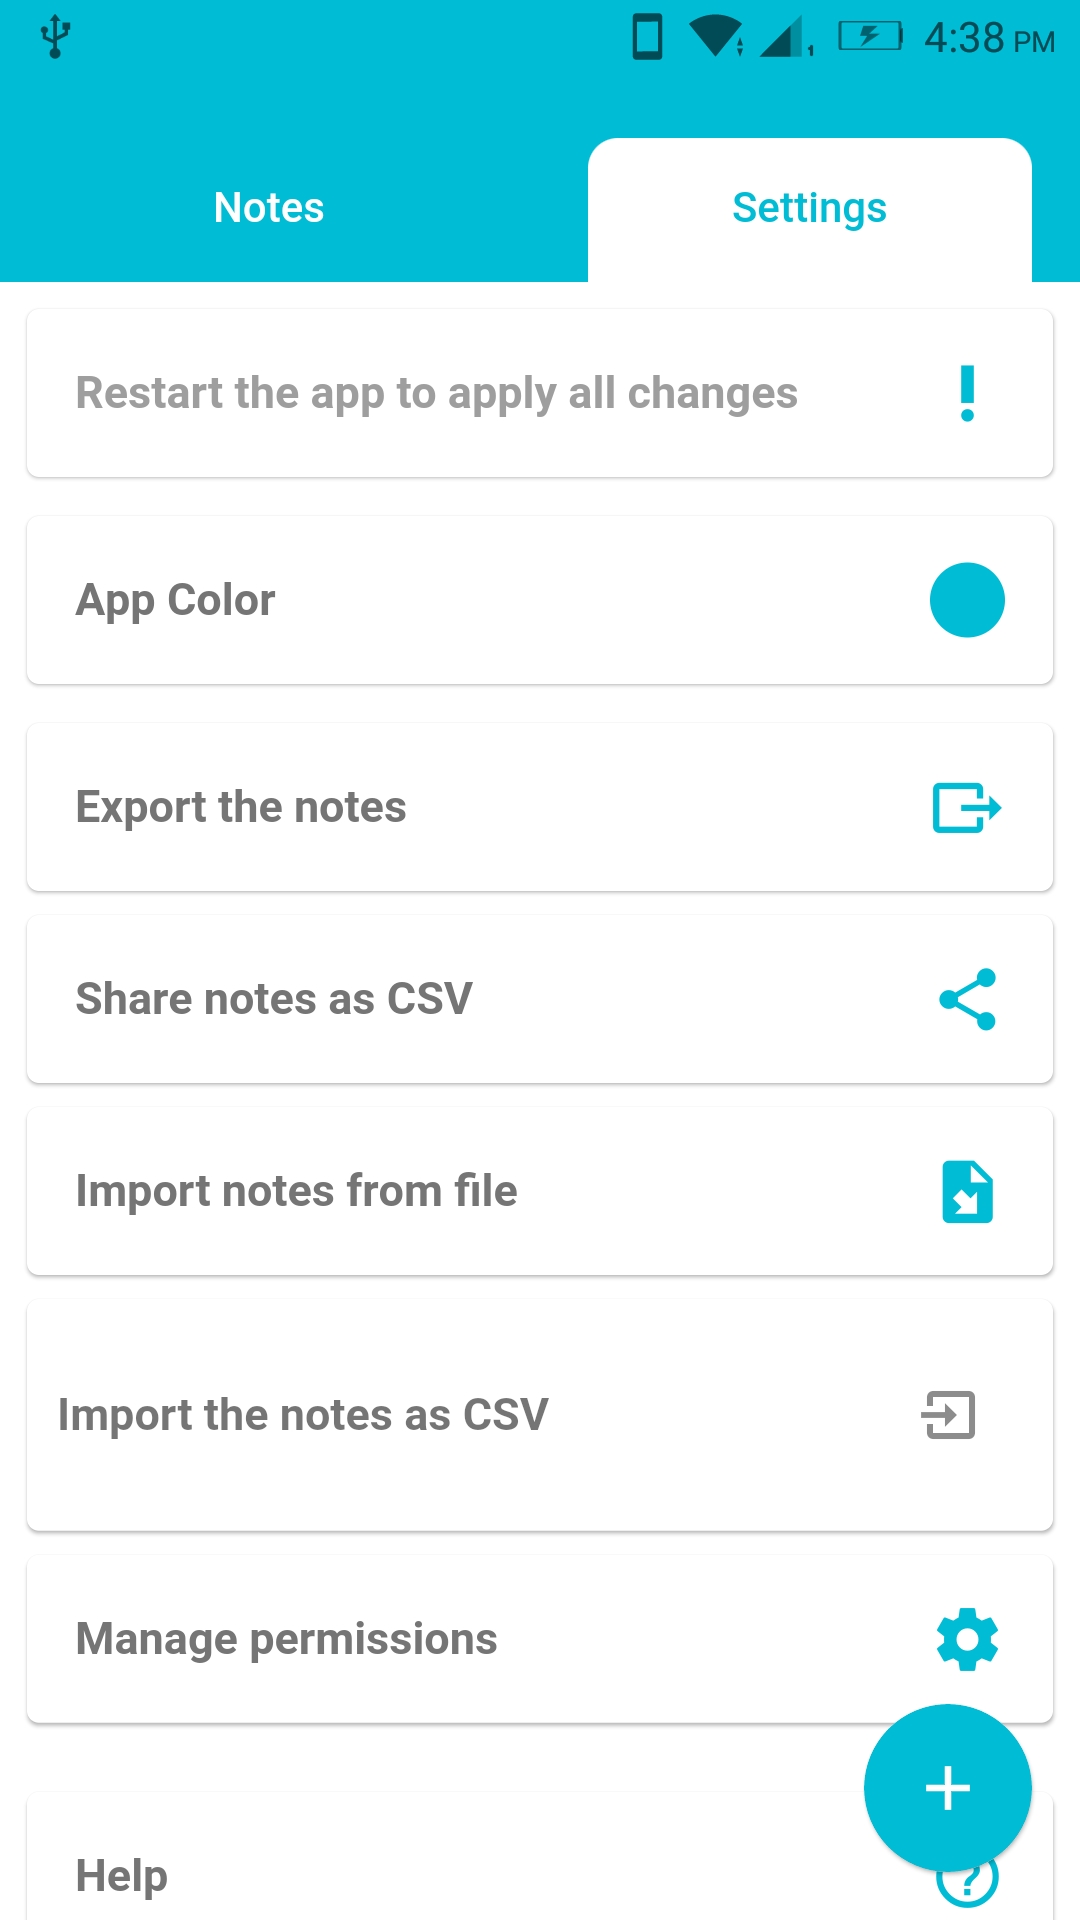 4:38 PM
Notes
Settings
Restart the app to apply all changes
App Color
Export the notes
Share notes as CSV
Import notes from file
Import the notes as CSV
Manage permissions
Help